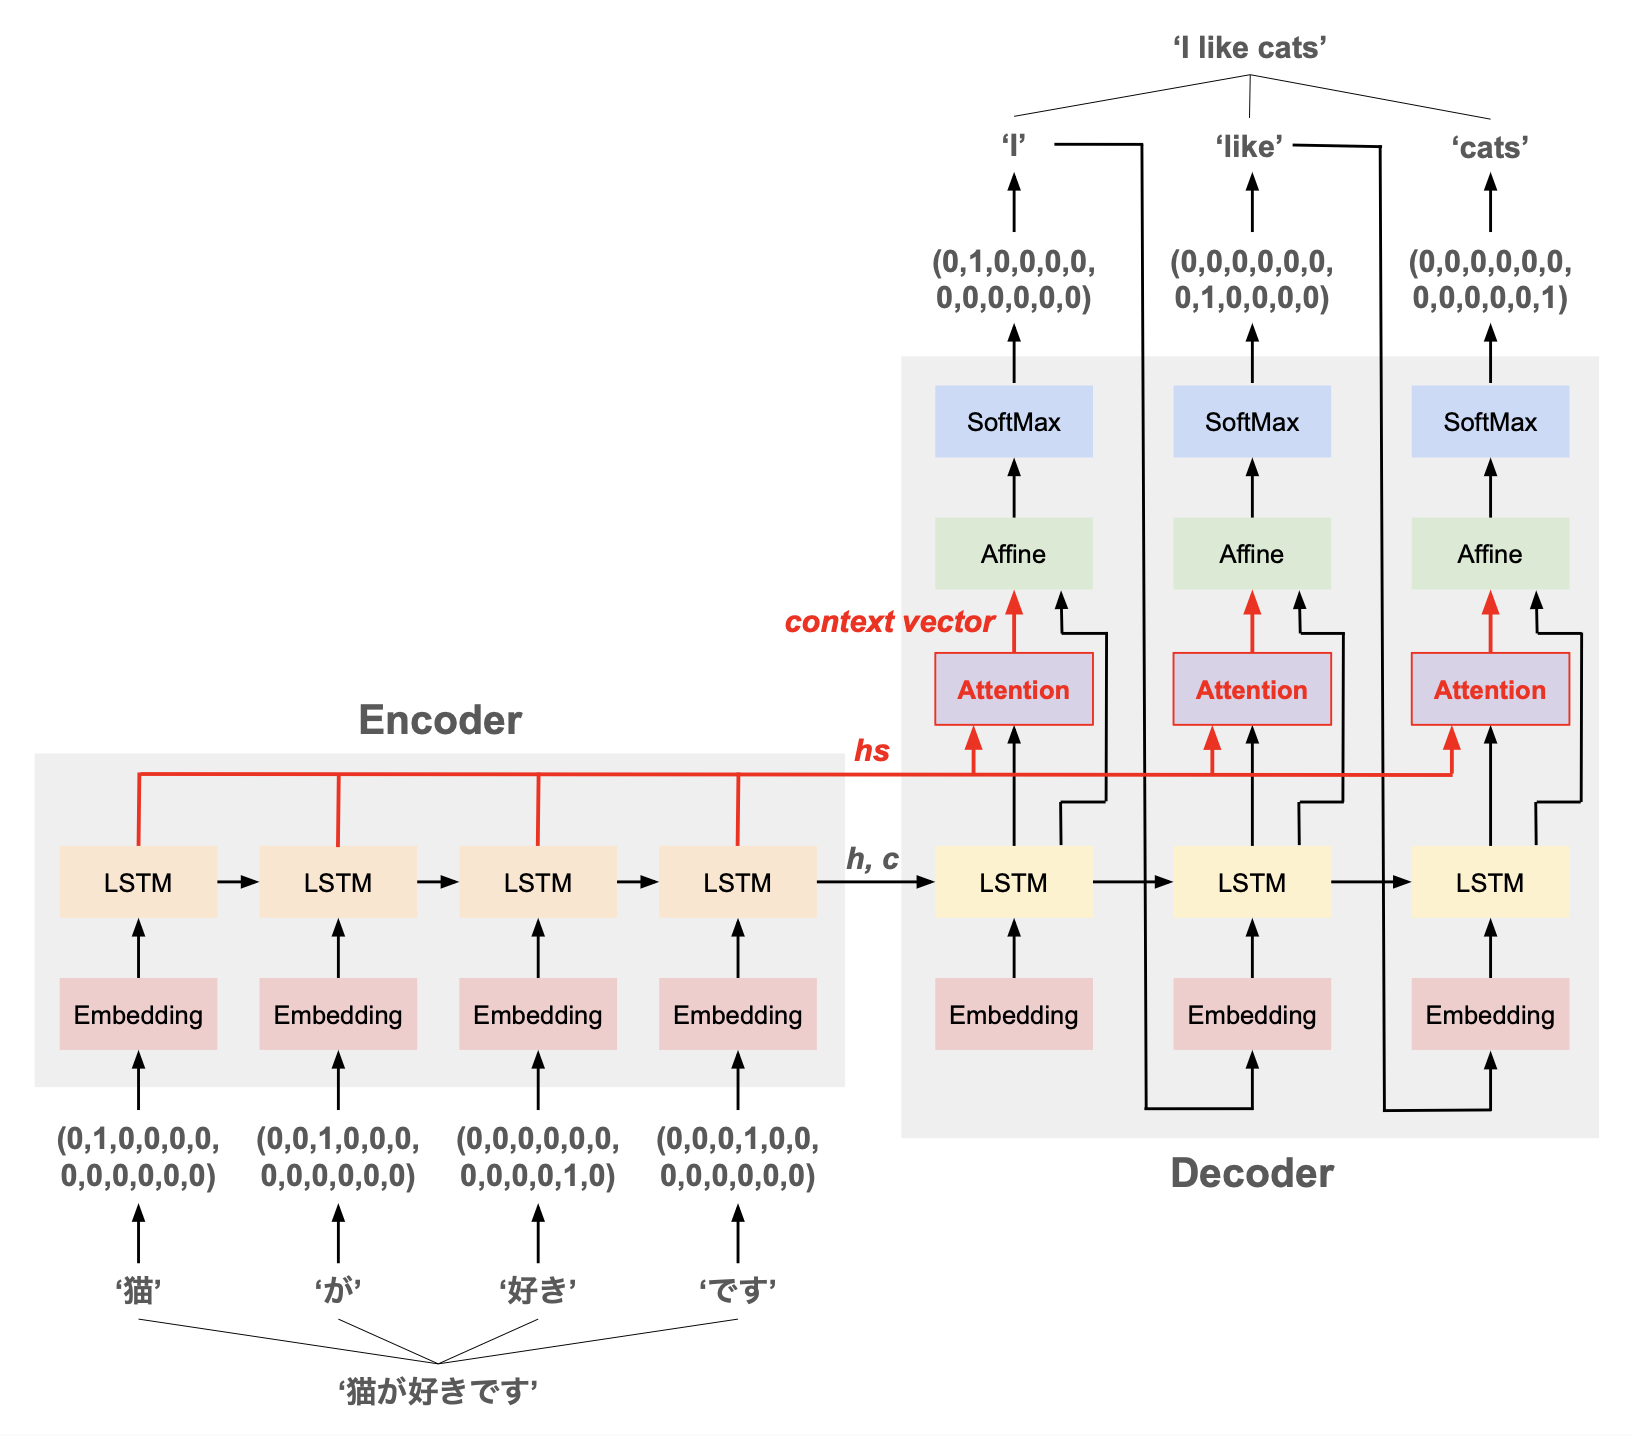 ‘I like cats’
‘I’
‘like’
‘cats’
(0,1,0,0,0,0,
0,0,0,0,0,0)
(0,0,0,0,0,0,
0,1,0,0,0,0)
(0,0,0,0,0,0,
0,0,0,0,0,1)
SoftMax
SoftMax
SoftMax
Affine
Affine
Affine
context vector
Attention
Attention
Attention
Encoder
hs
h, c
LSTM
LSTM
LSTM
LSTM
LSTM
LSTM
LSTM
Embedding
Embedding
Embedding
Embedding
Embedding
Embedding
Embedding
Decoder
(0,1,0,0,0,0,
0,0,0,0,0,0)
(0,0,1,0,0,0,
0,0,0,0,0,0)
(0,0,0,0,0,0,
0,0,0,0,1,0)
(0,0,0,1,0,0,
0,0,0,0,0,0)
‘猫’
‘が’
‘好き’
‘です’
‘猫が好きです’